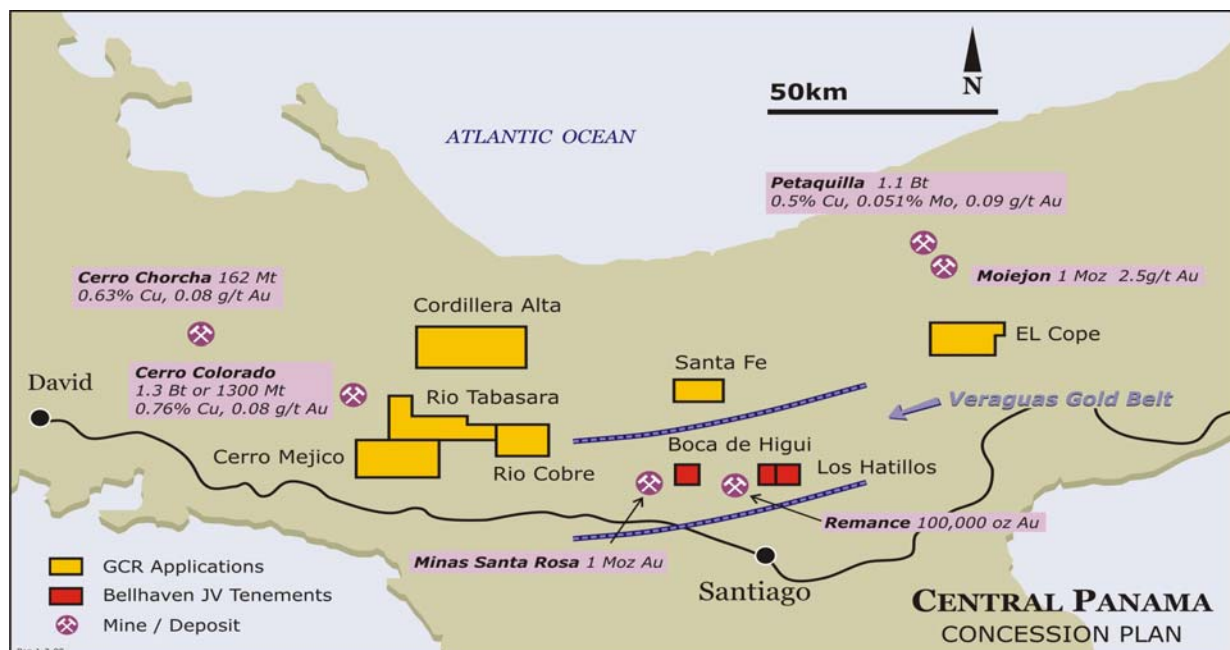 50km
N
ATLANTIC OCEAN
Petaquilla 1.1 Bt
0.5% Cu, 0.051% Mo, 0.09 g/t Au
Moiejon 1 Moz 2.5g/t Au
Cerro Chorcha 162 Mt
0.63% Cu, 0.08 g/t Au
Cordillera Alta
EL Cope
Santa Fe
David
Cerro Colorado
1.3 Bt or 1300 Mt
0.76% Cu, 0.08 g/t Au
Rio Tabasara
Veraguas Gold Belt
Cerro Mejico
Rio Cobre
Boca de Higui
Los Hatillos
Remance 100,000 oz Au
Minas Santa Rosa 1 Moz Au
Santiago
GCR Applications
Bellhaven JV Tenements
Mine / Deposit
CENTRAL PANAMA
CONCESSION PLAN